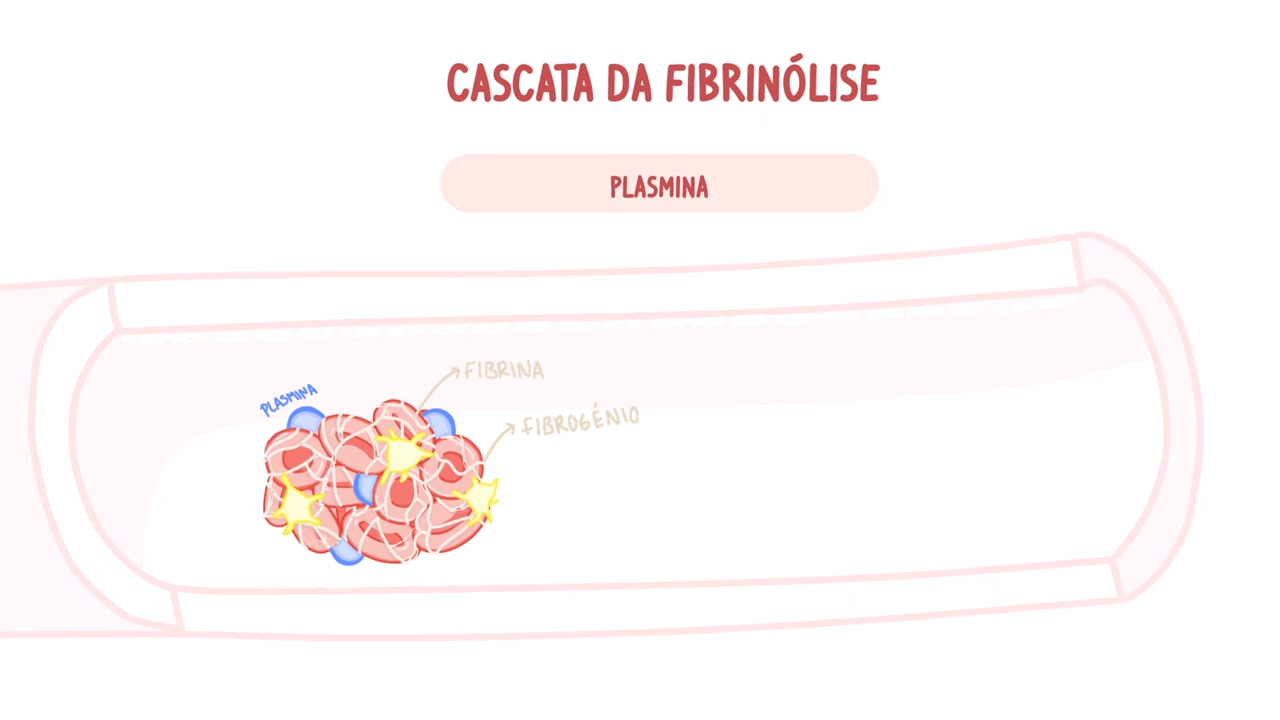 CASCATA DA FIBRINÓLISE
PLASMINA
FIBRINA
PLASMINA
FIBROGÉNIO